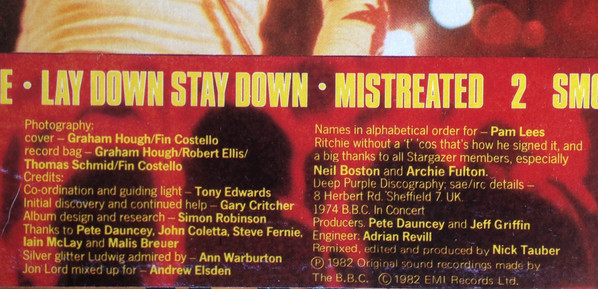 E • LAY DOWN STAY DOWN • MISTREATED 2 SMO
Photography;
cover – Graham Hough/Fin Costello
record bag – Graham Hough/Robert Ellis/
Thomas Schmid/Fin Costello
Credits:
Co-ordination and guiding light – Tony Edwards
Initial discovery and continued help – Gary Critcher
Album design and research – Simon Robinson
Thanks to Pete Dauncey, John Coletta, Steve Fernie,
Iain McLay and Malis Breuer
Silver glitter Ludwig admired by – Ann Warburton
Jon Lord mixed up for – Andrew Elsden
Names in alphabetical order for – Pam Lees
Ritchie without a 't' 'cos that's how he signed it, and
a big thanks to all Stargazer members, especially
Neil Boston and Archie Fulton.
Deep Purple Discography; sae/irc details –
8 Herbert Rd. Sheffield 7. UK.
1974 B.B.C. In Concert
Producers. Pete Dauncey and Jeff Griffin
Engineer. Adrian Revill
Remixed, edited and produced by Nick Tauber
Ⓟ 1982 Original sound recordings made by
The B.B.C. © 1982 EMI Records Ltd.